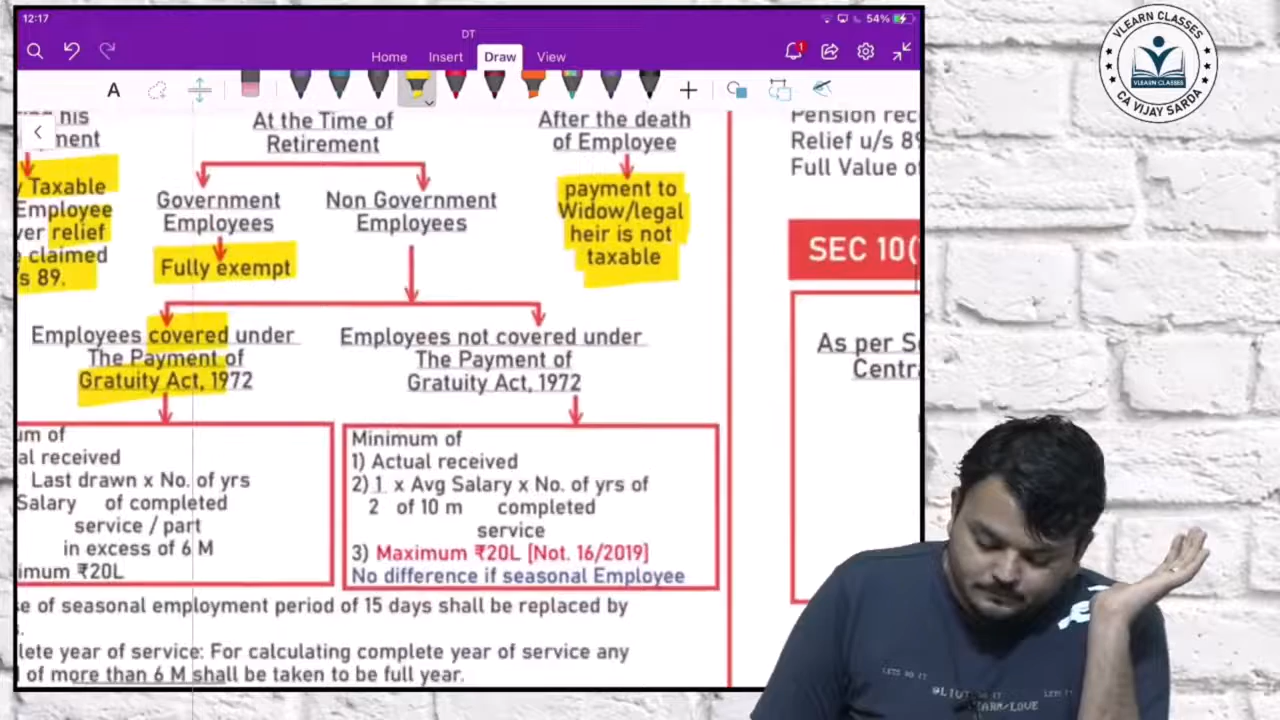 12:17
54%
DT
Home Insert Draw View
1
A
VLEARN CLASSES
VLEARN CLASSES
CA VIJAY SARDA
his
ment
Taxable
Employee
ver relief
claimed
s 89.
At the Time of
Retirement
Government
Employees
Fully exempt
Non Government
Employees
After the death
of Employee
payment to
Widow/legal
heir is not
taxable
Pension rec
Relief u/s 89
Full Value o
SEC 10(
As per S
Centra
Employees covered under
The Payment of
Gratuity Act, 1972
Employees not covered under
The Payment of
Gratuity Act, 1972
um of
al received
Last drawn x No. of yrs
Salary of completed
service / part
in excess of 6 M
imum ₹20L
Minimum of
1) Actual received
2) 1 x Avg Salary x No. of yrs of
2 of 10 m completed
service
3) Maximum ₹20L [Not. 16/2019]
No difference if seasonal Employee
se of seasonal employment period of 15 days shall be replaced by
lete year of service: For calculating complete year of service any
of more than 6 M shall be taken to be full year.